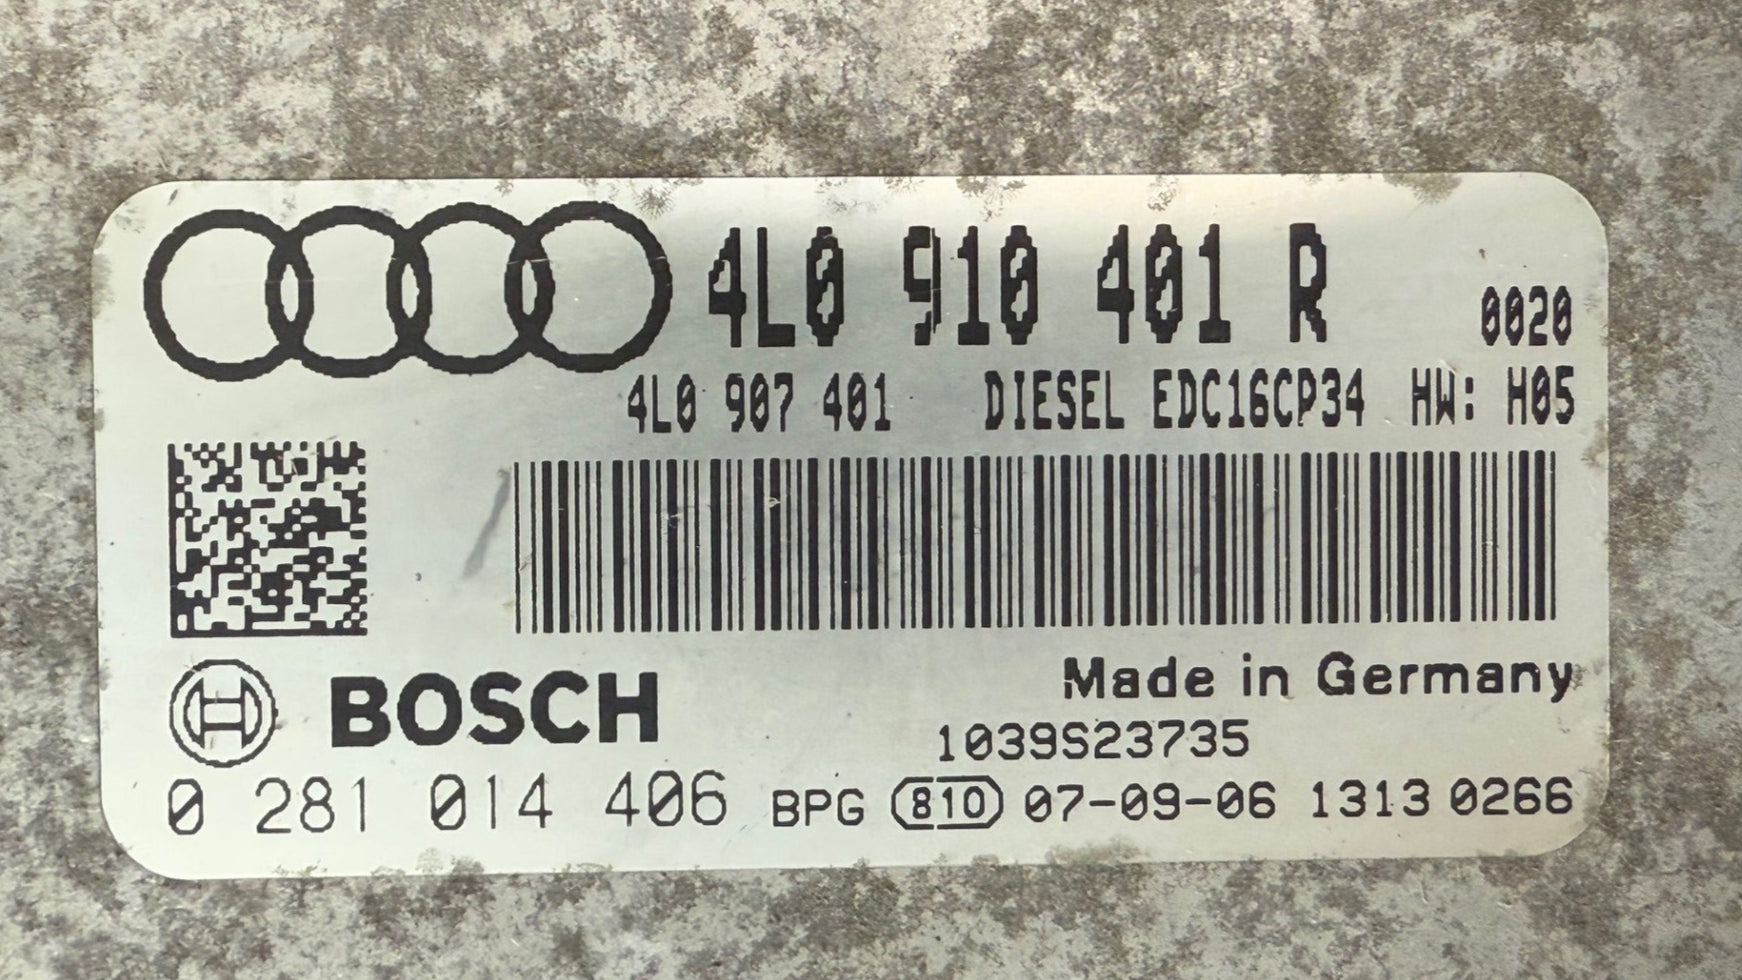 4L0 910 401 R 0020
4L0 907 401 DIESEL EDC16CP34 HW: H05
BOSCH
Made in Germany
1039S23735
0 281 014 406 BPG 810 07-09-06 1313 0266